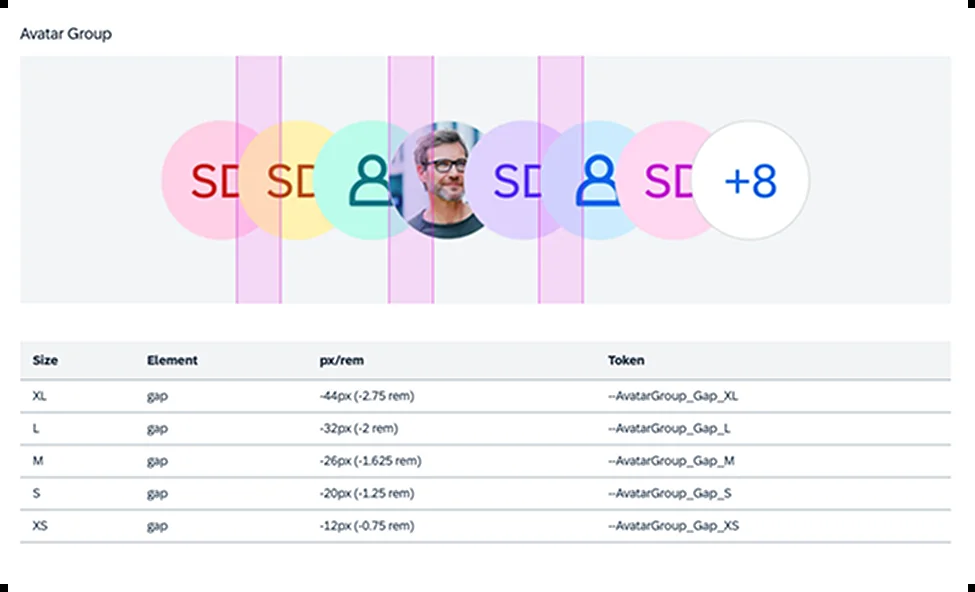 Avatar Group
SD SD SD SD +8
Size Element px/rem Token
XL gap -44px (-2.75 rem) --AvatarGroup_Gap_XL
L gap -32px (-2 rem) --AvatarGroup_Gap_L
M gap -26px (-1.625 rem) --AvatarGroup_Gap_M
S gap -20px (-1.25 rem) --AvatarGroup_Gap_S
XS gap -12px (-0.75 rem) --AvatarGroup_Gap_XS